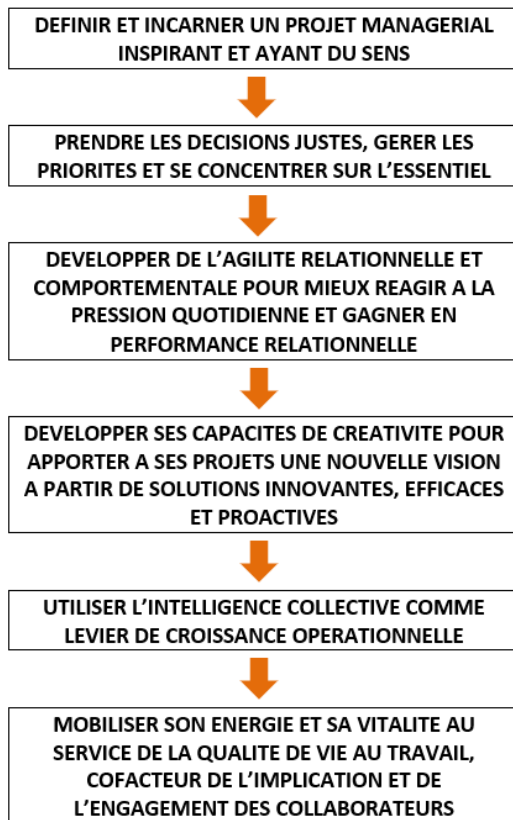 DEFINIR ET INCARNER UN PROJET MANAGERIAL
INSPIRANT ET AYANT DU SENS
PRENDRE LES DECISIONS JUSTES, GERER LES
PRIORITES ET SE CONCENTRER SUR L’ESSENTIEL
DEVELOPPER DE L’AGILITE RELATIONNELLE ET
COMPORTEMENTALE POUR MIEUX REAGIR A LA
PRESSION QUOTIDIENNE ET GAGNER EN
PERFORMANCE RELATIONNELLE
DEVELOPPER SES CAPACITES DE CREATIVITE POUR
APPORTER A SES PROJETS UNE NOUVELLE VISION
A PARTIR DE SOLUTIONS INNOVANTES, EFFICACES
ET PROACTIVES
UTILISER L’INTELLIGENCE COLLECTIVE COMME
LEVIER DE CROISSANCE OPERATIONNELLE
MOBILISER SON ENERGIE ET SA VITALITE AU
SERVICE DE LA QUALITE DE VIE AU TRAVAIL,
COFACTEUR DE L’IMPLICATION ET DE
L’ENGAGEMENT DES COLLABORATEURS